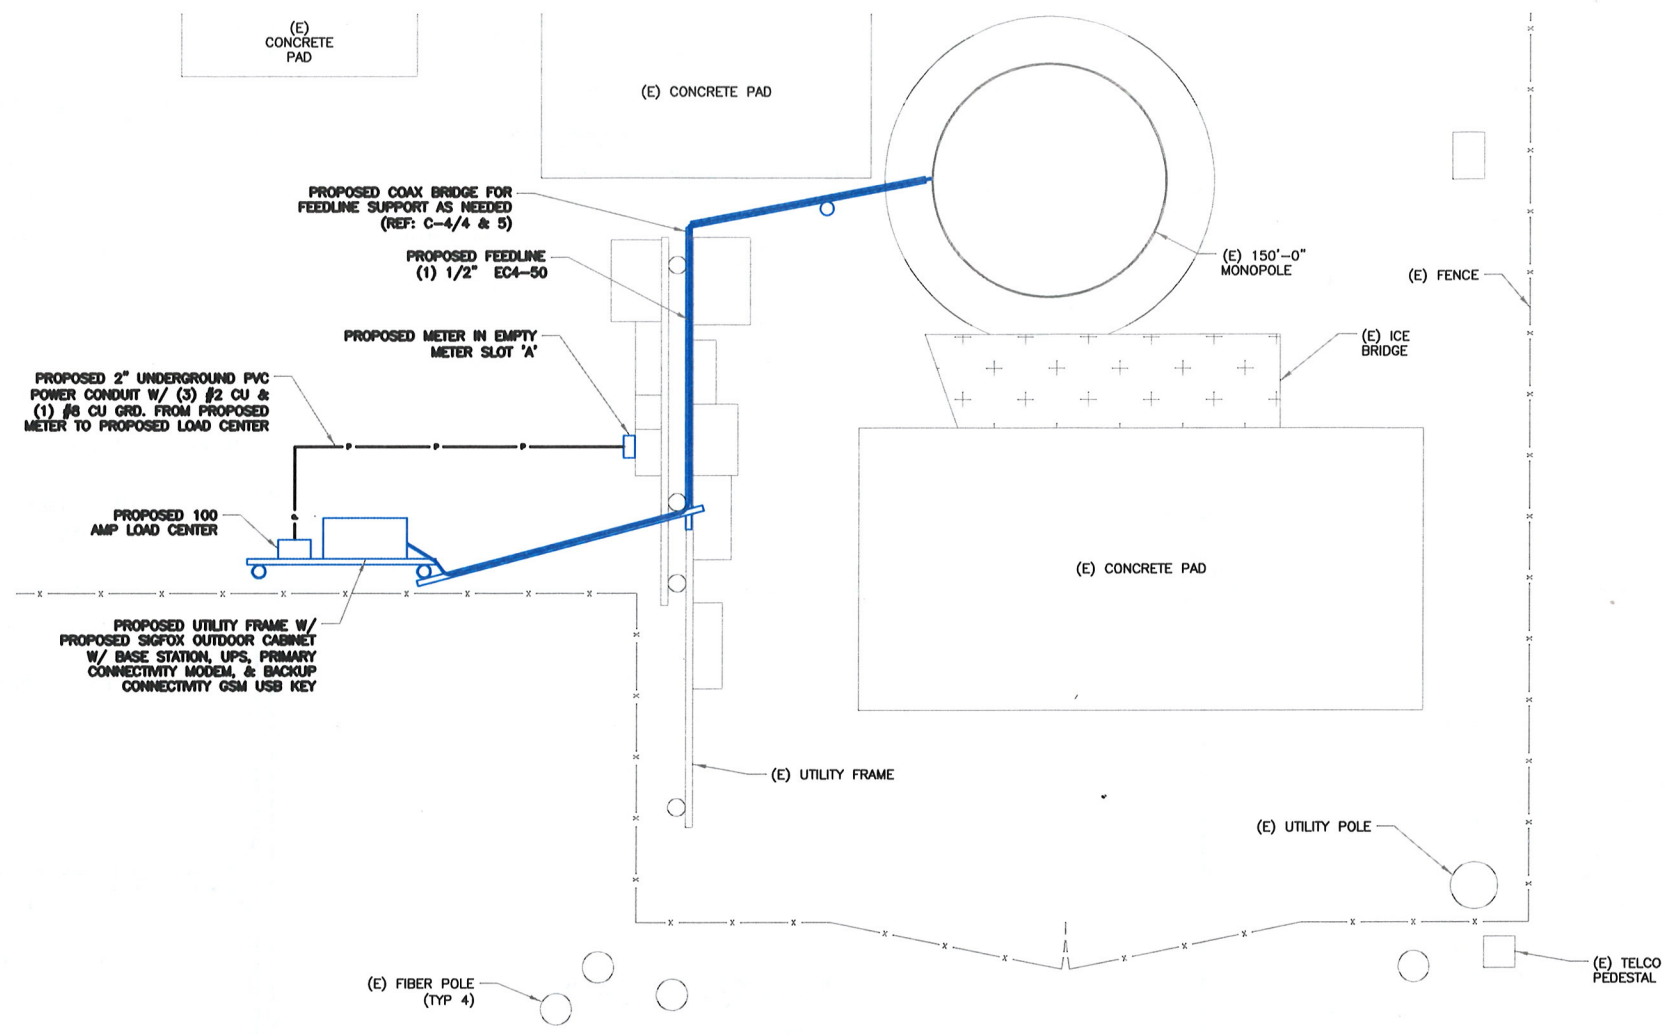 (E)
CONCRETE
PAD
(E) CONCRETE PAD
PROPOSED COAX BRIDGE FOR
FEEDLINE SUPPORT AS NEEDED
(REF: C-4/4 & 5)
PROPOSED FEEDLINE
(1) 1/2" EC4-50
(E) 150'-0"
MONOPOLE
(E) FENCE
PROPOSED METER IN EMPTY
METER SLOT 'A'
(E) ICE
BRIDGE
PROPOSED 2" UNDERGROUND PVC
POWER CONDUIT W/ (3) #2 CU &
(1) #8 CU GRD. FROM PROPOSED
METER TO PROPOSED LOAD CENTER
P P P
P
PROPOSED 100
AMP LOAD CENTER
(E) CONCRETE PAD
PROPOSED UTILITY FRAME W/
PROPOSED SIGFOX OUTDOOR CABINET
W/ BASE STATION, UPS, PRIMARY
CONNECTIVITY MODEM, & BACKUP
CONNECTIVITY GSM USB KEY
(E) UTILITY FRAME
(E) UTILITY POLE
(E) FIBER POLE
(TYP 4)
(E) TELCO
PEDESTAL